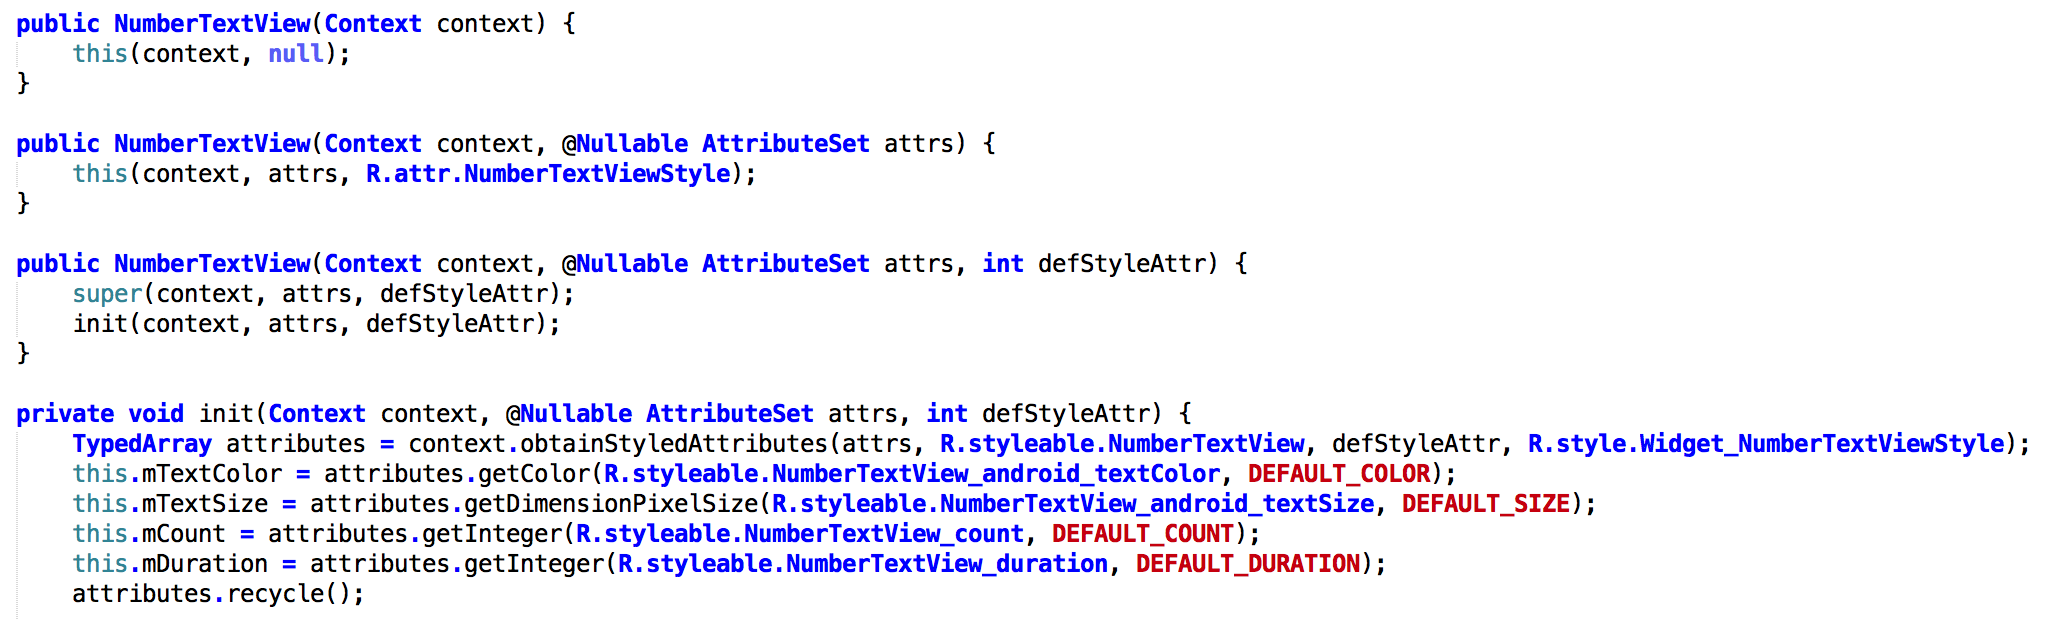 public NumberTextView(Context context) {
    this(context, null);
}

public NumberTextView(Context context, @Nullable AttributeSet attrs) {
    this(context, attrs, R.attr.NumberTextViewStyle);
}

public NumberTextView(Context context, @Nullable AttributeSet attrs, int defStyleAttr) {
    super(context, attrs, defStyleAttr);
    init(context, attrs, defStyleAttr);
}

private void init(Context context, @Nullable AttributeSet attrs, int defStyleAttr) {
    TypedArray attributes = context.obtainStyledAttributes(attrs, R.styleable.NumberTextView, defStyleAttr, R.style.Widget_NumberTextViewStyle);
    this.mTextColor = attributes.getColor(R.styleable.NumberTextView_android_textColor, DEFAULT_COLOR);
    this.mTextSize = attributes.getDimensionPixelSize(R.styleable.NumberTextView_android_textSize, DEFAULT_SIZE);
    this.mCount = attributes.getInteger(R.styleable.NumberTextView_count, DEFAULT_COUNT);
    this.mDuration = attributes.getInteger(R.styleable.NumberTextView_duration, DEFAULT_DURATION);
    attributes.recycle();